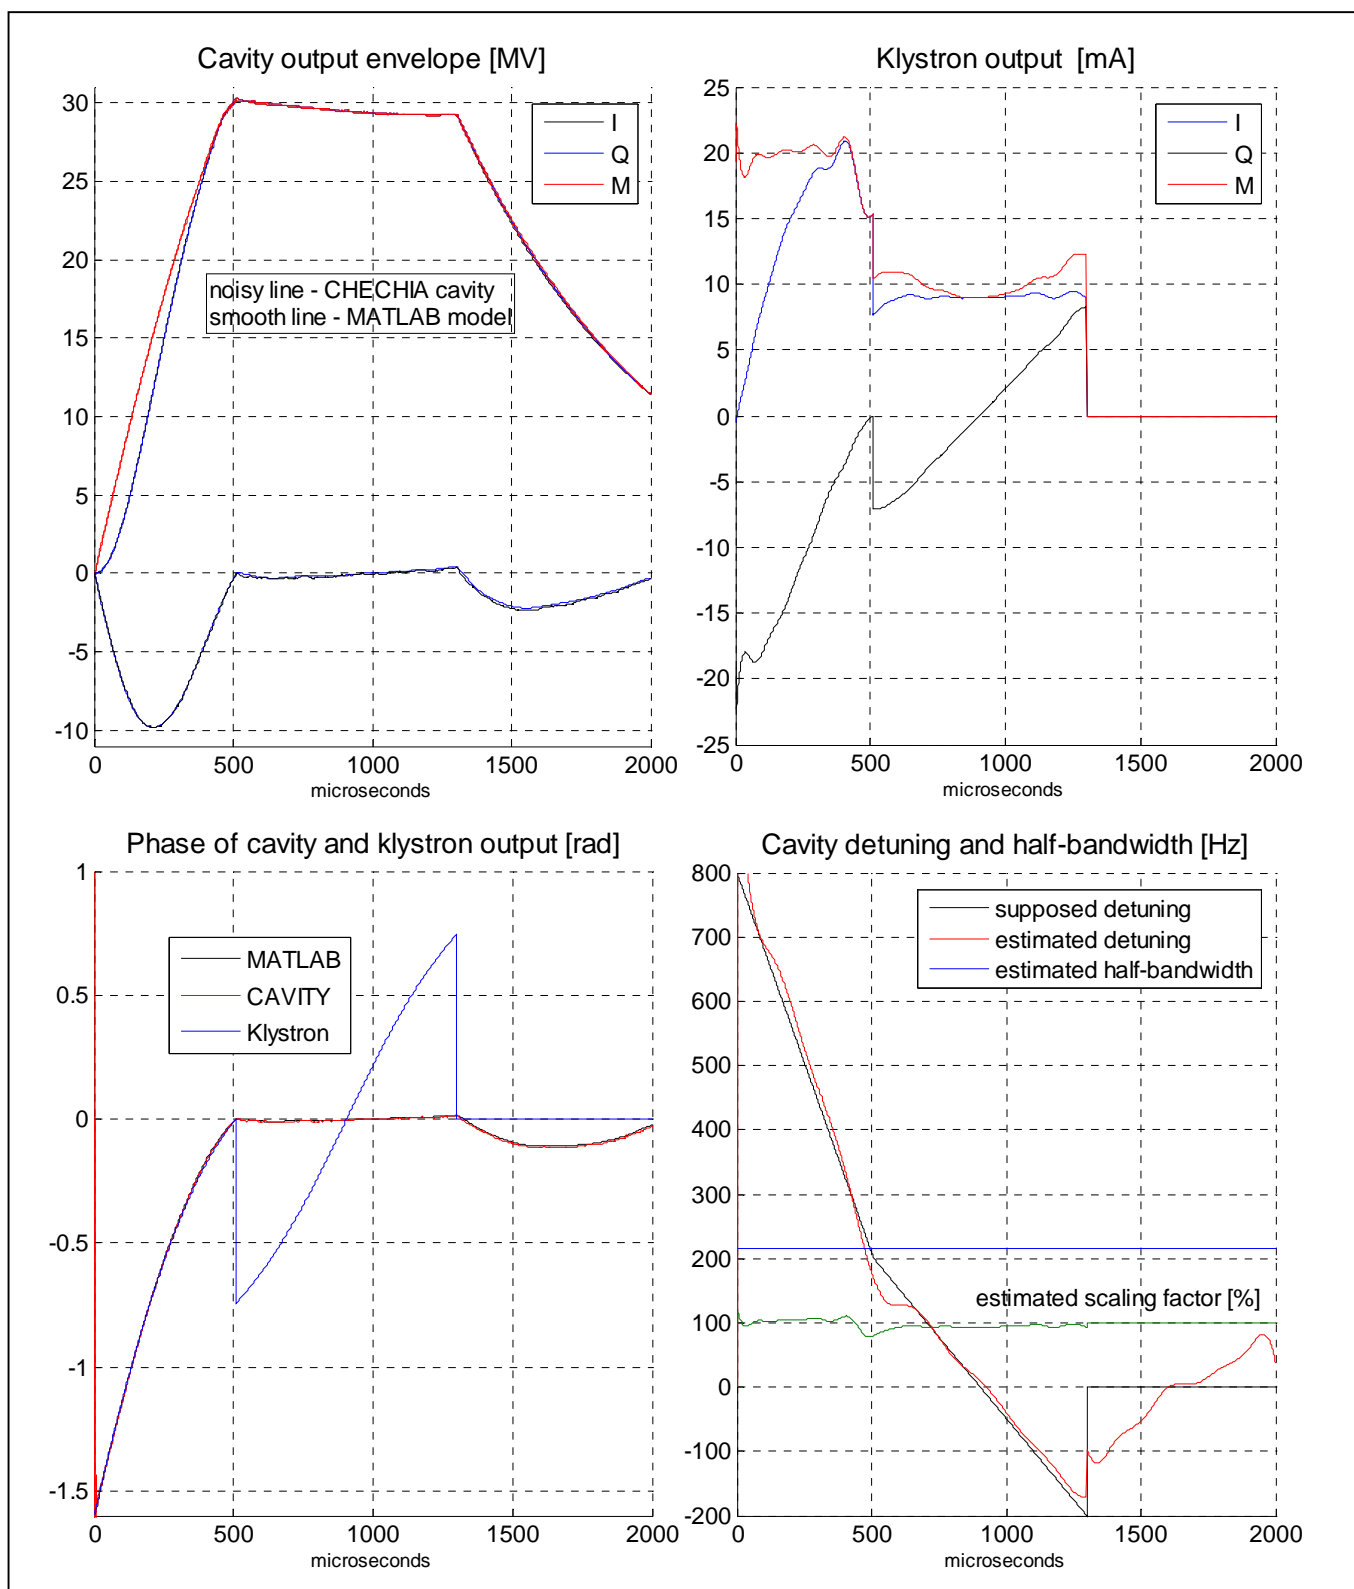 Cavity output envelope [MV]
30
25
20
15
10
5
0
-5
-10
I
Q
M
noisy line - CHECHIA cavity
smooth line - MATLAB model
0 500 1000 1500 2000
microseconds
Klystron output [mA]
25
20
15
10
5
0
-5
-10
-15
-20
-25
I
Q
M
0 500 1000 1500 2000
microseconds
Phase of cavity and klystron output [rad]
1
0.5
0
-0.5
-1
-1.5
MATLAB
CAVITY
Klystron
0 500 1000 1500 2000
microseconds
Cavity detuning and half-bandwidth [Hz]
800
700
600
500
400
300
200
100
0
-100
-200
supposed detuning
estimated detuning
estimated half-bandwidth
estimated scaling factor [%]
0 500 1000 1500 2000
microseconds